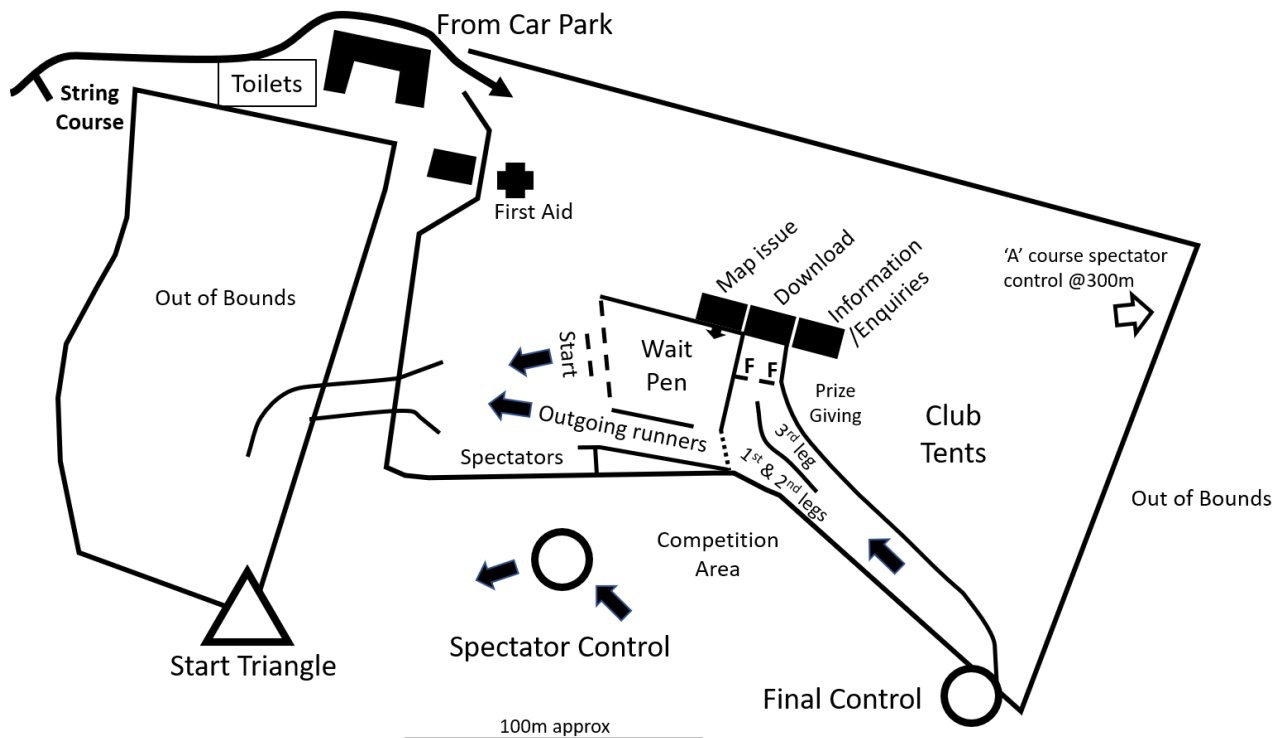 From Car Park
Toilets
String
Course
First Aid
Map issue
Download
Information
/Enquiries
'A' course spectator
control @300m
Out of Bounds
Start
Wait
Pen
F F
Prize
Giving
Club
Tents
Outgoing runners
3rd leg
1st & 2nd legs
Spectators
Out of Bounds
Competition
Area
Spectator Control
Start Triangle
Final Control
100m approx